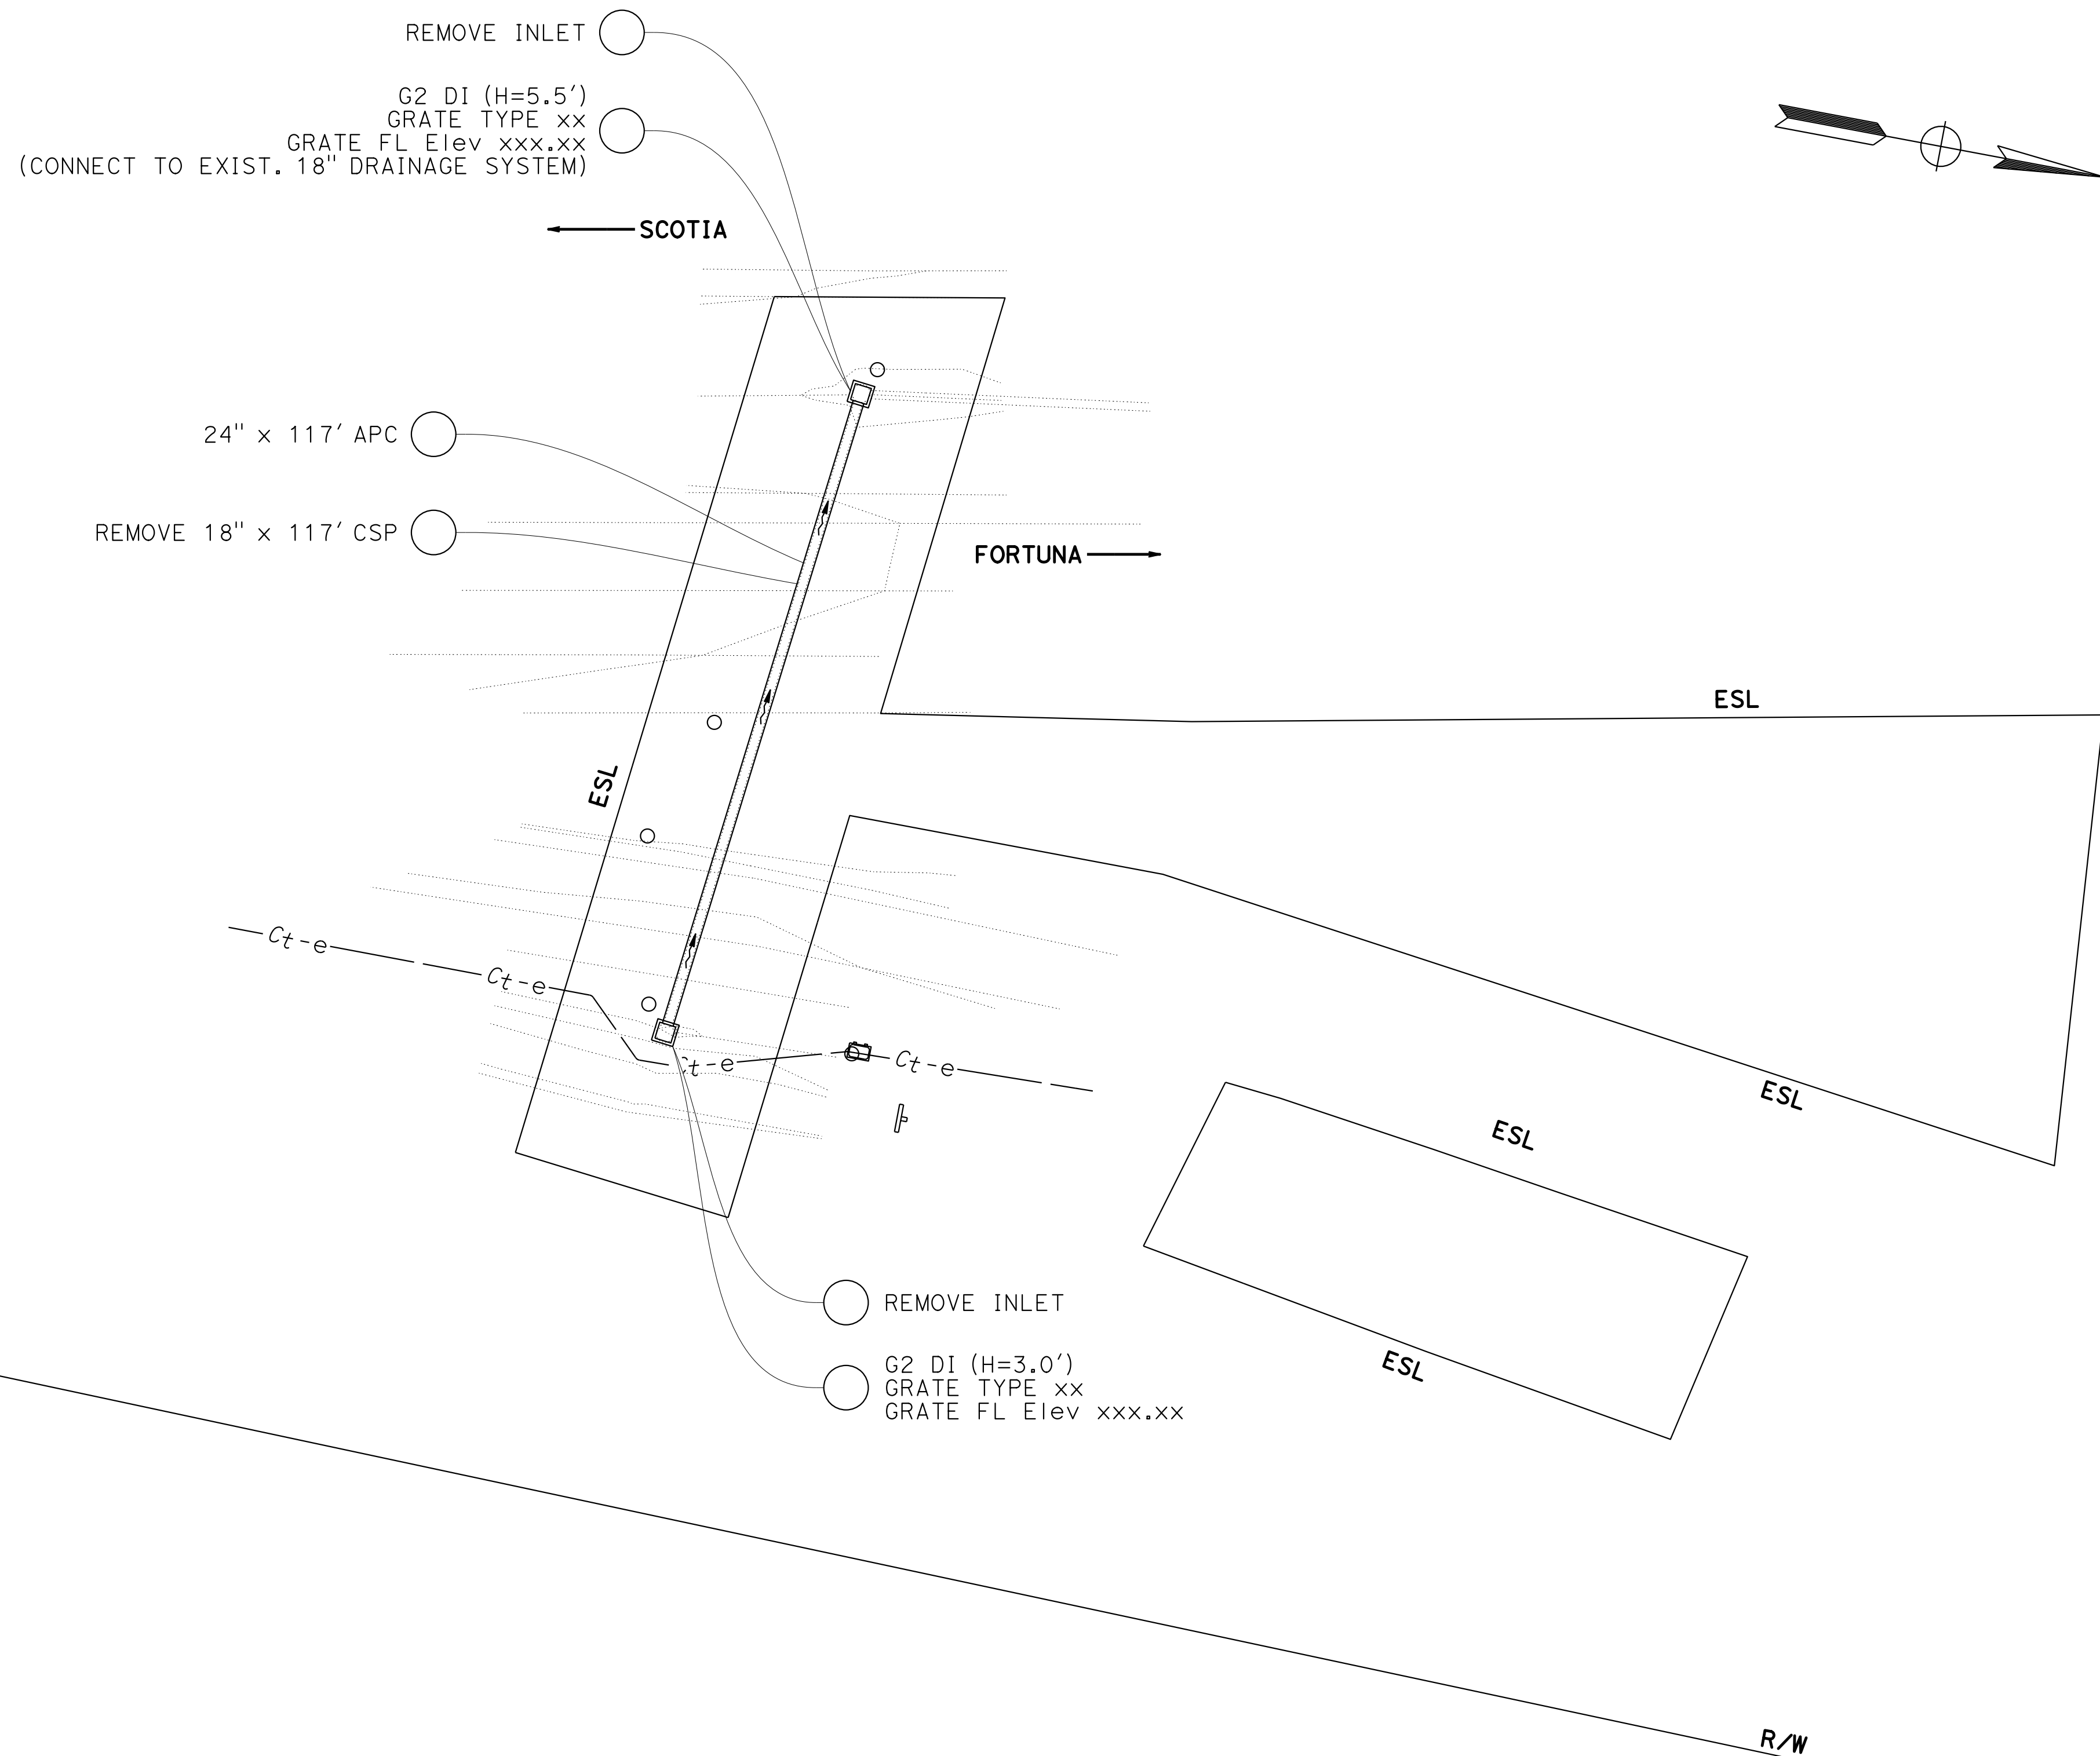 REMOVE INLET
G2 DI (H=5.5')
GRATE TYPE xx
GRATE FL Elev xxx.xx
(CONNECT TO EXIST. 18" DRAINAGE SYSTEM)
SCOTIA
24" x 117' APC
REMOVE 18" x 117' CSP
FORTUNA
ESL
ESL
Ct-e
Ct-e
Ct-e
Ct-e
ESL
ESL
REMOVE INLET
G2 DI (H=3.0')
GRATE TYPE xx
GRATE FL Elev xxx.xx
ESL
R/W